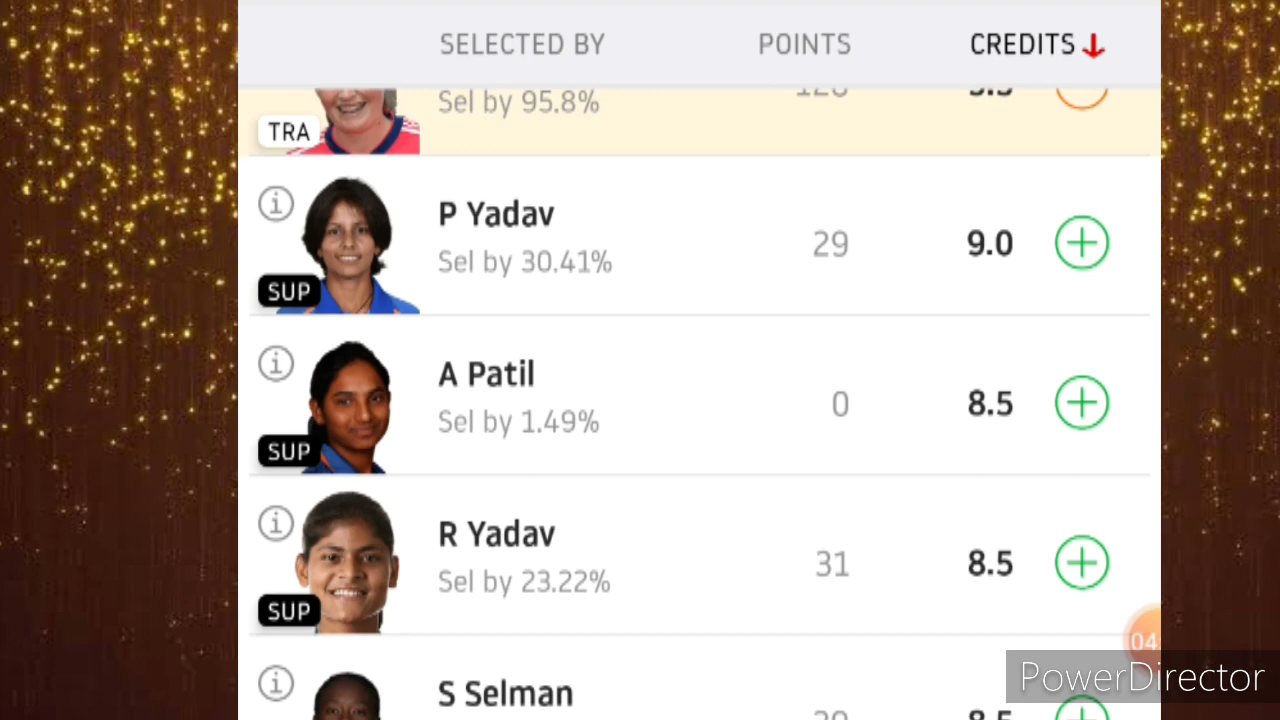 SELECTED BY POINTS CREDITS
Sel by 95.8%
TRA
P Yadav
Sel by 30.41% 29 9.0
SUP
A Patil
Sel by 1.49% 0 8.5
SUP
R Yadav
Sel by 23.22% 31 8.5
SUP
04
PowerDirector
S Selman